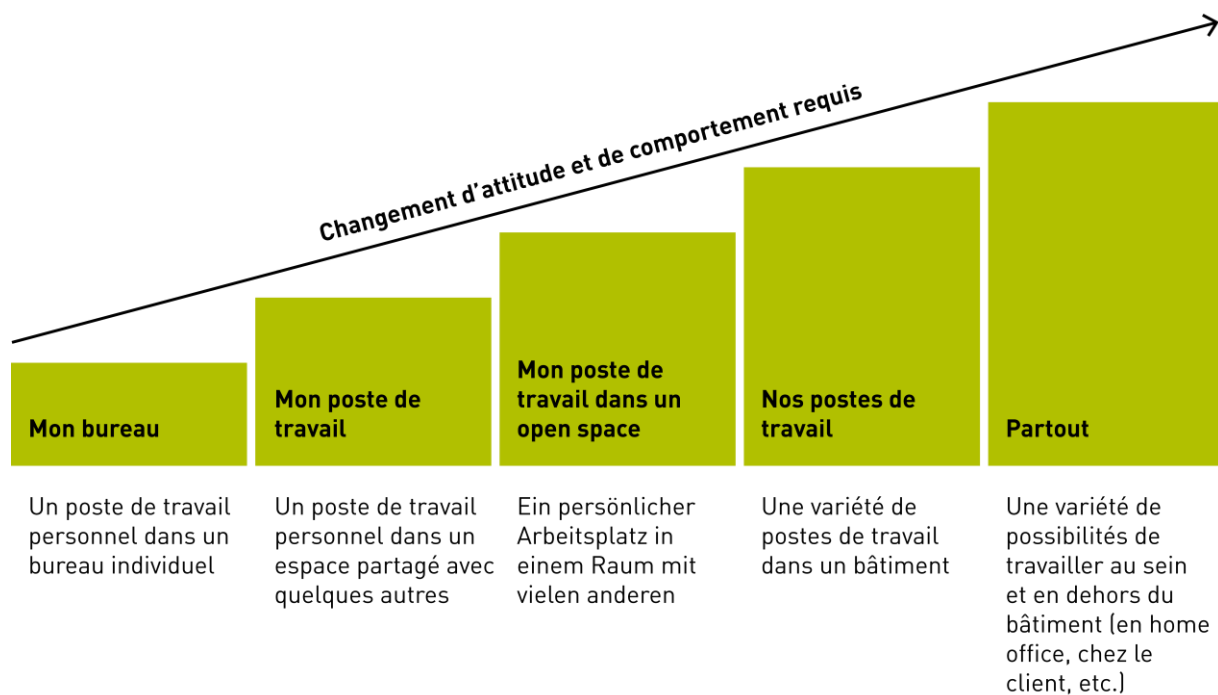 Changement d'attitude et de comportement requis
Mon bureau
Mon poste de
travail
Mon poste de
travail dans un
open space
Nos postes de
travail
Partout
Un poste de travail
personnel dans un
bureau individuel
Un poste de travail
personnel dans un
espace partagé avec
quelques autres
Ein persönlicher
Arbeitsplatz in
einem Raum mit
vielen anderen
Une variété de
postes de travail
dans un bâtiment
Une variété de
possibilités de
travailler au sein
et en dehors du
bâtiment (en home
office, chez le
client, etc.)